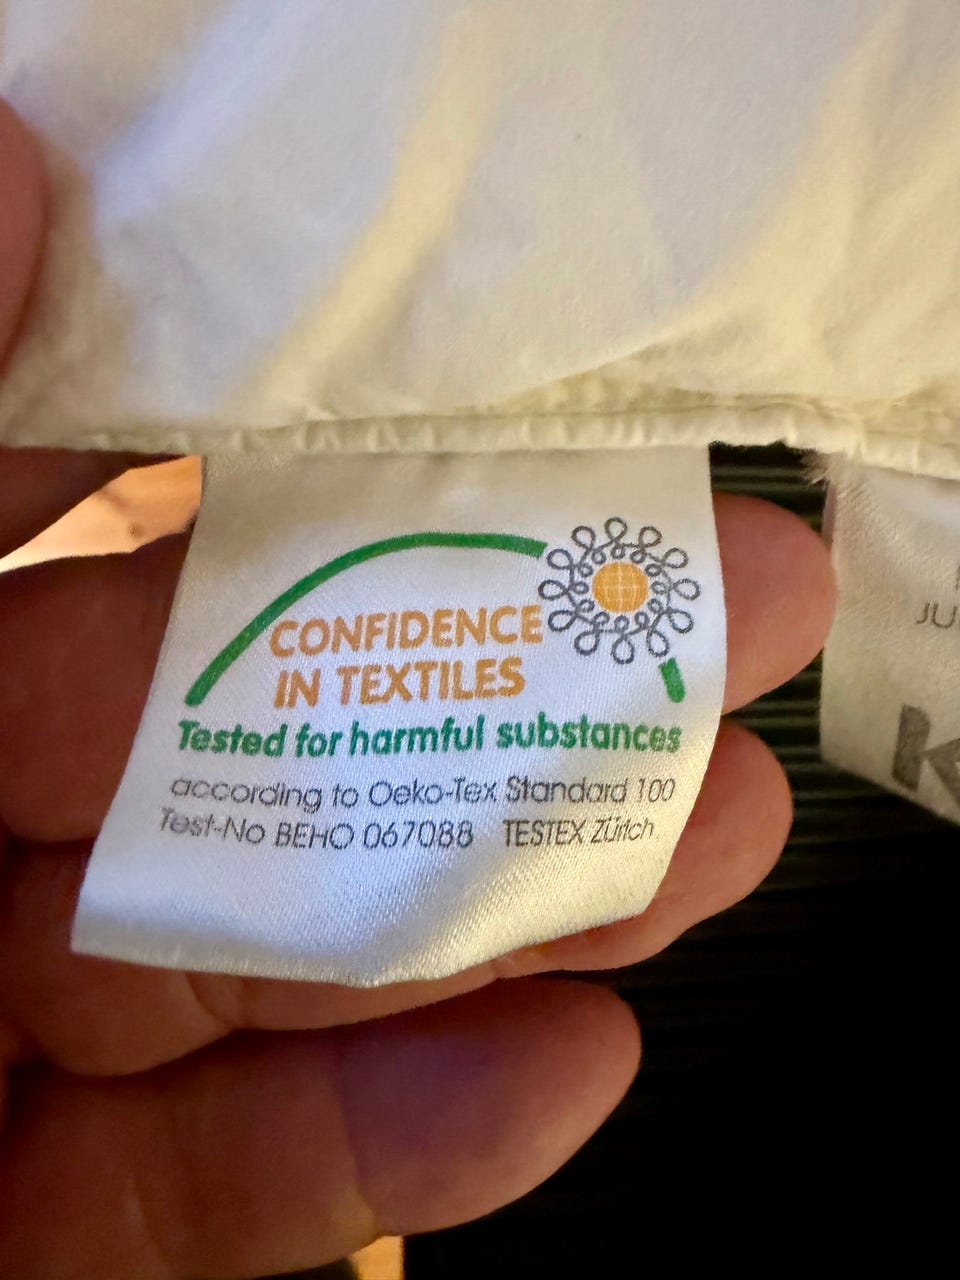 CONFIDENCE
IN TEXTILES
Tested for harmful substances
according to Oeko-Tex Standard 100
Test-No BEHO 067088 TESTEX Zürich
JU
k